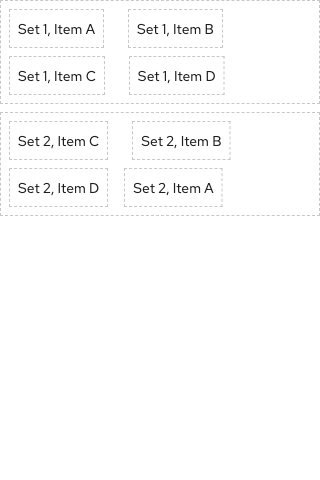 Set 1, Item A Set 1, Item B
Set 1, Item C Set 1, Item D
Set 2, Item C Set 2, Item B
Set 2, Item D Set 2, Item A